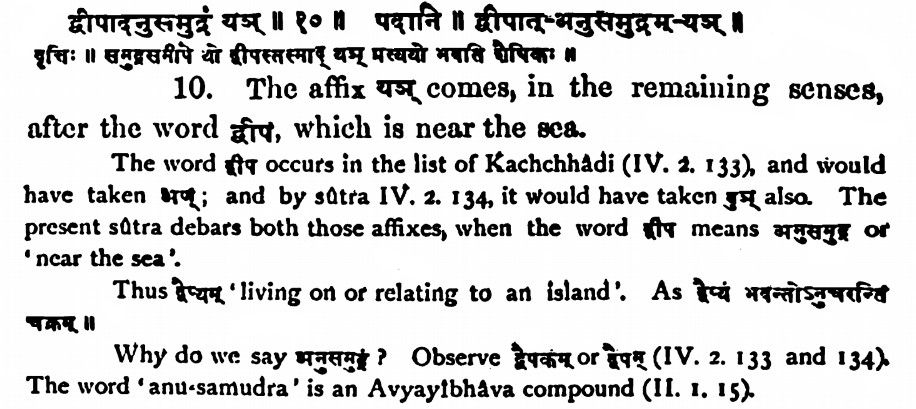 द्वीपादनुसमुद्रं यञ् ॥ १० ॥ पदानि ॥ द्वीपात्-अनुसमुद्रम्-यञ् ॥
वृत्तिः ॥ समुद्रसमीपे यो द्वीपस्तस्माद् यञ् प्रत्ययो भवति शैषिकः ॥
10. The affix यञ् comes, in the remaining senses,
after the word द्वीप, which is near the sea.
The word द्वीप occurs in the list of Kachchhâdi (IV. 2. 133), and would
have taken अण्; and by sûtra IV. 2. 134, it would have taken वुञ् also. The
present sûtra debars both those affixes, when the word द्वीप means अनुसमुद्र or
'near the sea'.
Thus द्वैप्यम् 'living on or relating to an island'. As द्वैप्यं भवन्तोऽनुचरन्ति
चक्रम् ॥
Why do we say अनुसमुद्रं? Observe द्वैपकम् or द्वैपम् (IV. 2. 133 and 134).
The word 'anu-samudra' is an Avyayîbhâva compound (II. 1. 15).